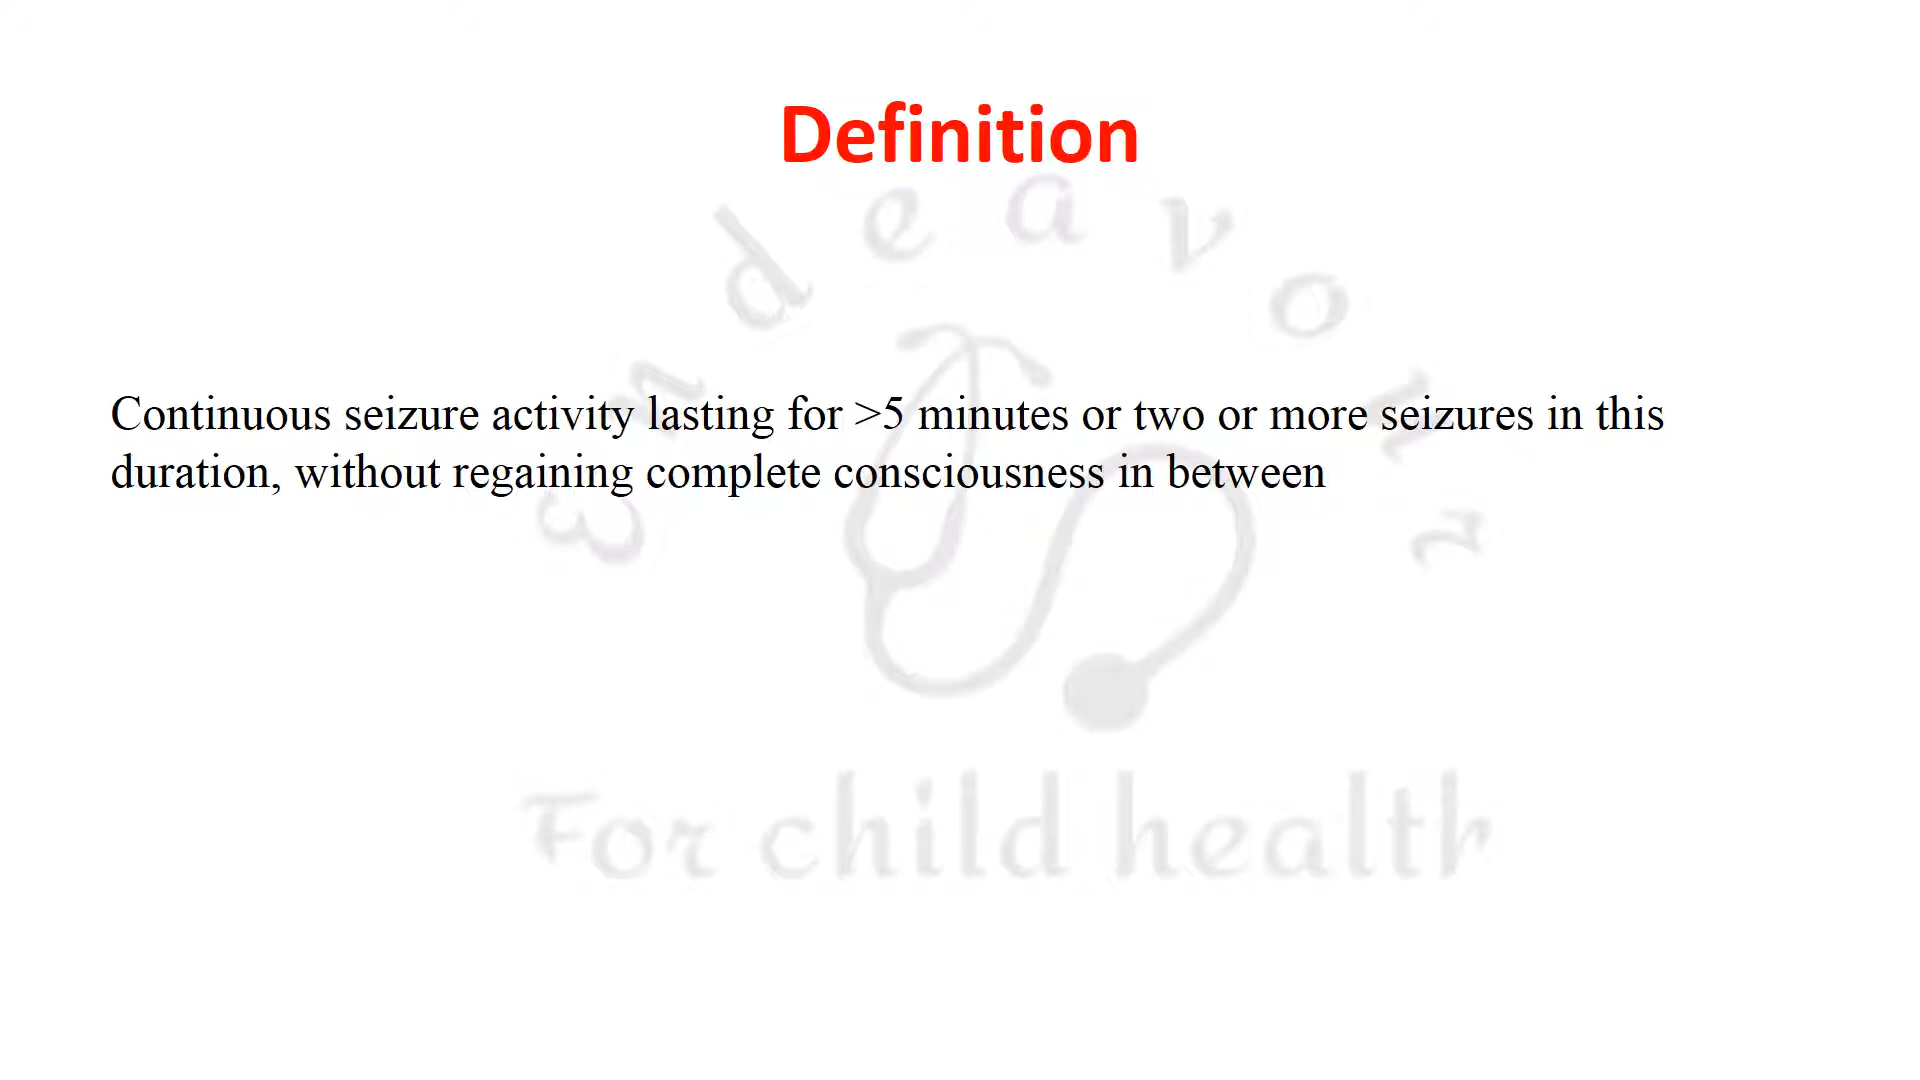 Definition
Endeavour
Continuous seizure activity lasting for >5 minutes or two or more seizures in this
duration, without regaining complete consciousness in between
For child health